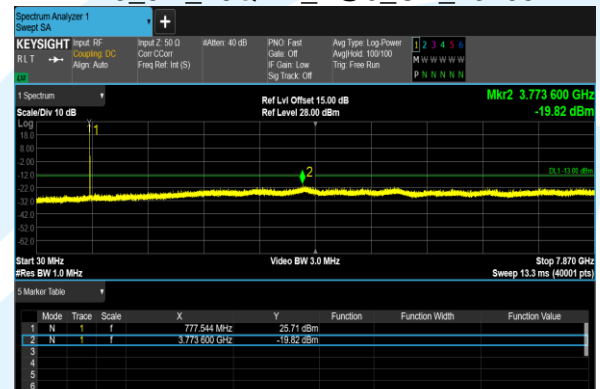 Spectrum Analyzer 1
Swept SA
+
KEYSIGHT Input: RF Input Z: 50 Ω #Atten: 40 dB PNO: Fast Avg Type: Log-Power 1 2 3 4 5 6
RLT Coupling: DC Corr CCorr Gate: Off Avg|Hold: 100/100 M W W W W W
Align: Auto Freq Ref: Int (S) IF Gain: Low Trig: Free Run
Sig Track: Off P N N N N N
1 Spectrum
Ref Lvl Offset 15.00 dB Mkr2 3.773 600 GHz
Scale/Div 10 dB Ref Level 28.00 dBm -19.82 dBm
Log
18.0
1
8.00
-2.00
2
-12.0 DL1 -13.00 dBm
-22.0
-32.0
-42.0
-52.0
-62.0
Start 30 MHz Video BW 3.0 MHz Stop 7.870 GHz
#Res BW 1.0 MHz Sweep 13.3 ms (40001 pts)
5 Marker Table
Mode Trace Scale X Y Function Function Width Function Value
1 N 1 f 777.544 MHz 25.71 dBm
2 N 1 f 3.773 600 GHz -19.82 dBm
3
4
5
6